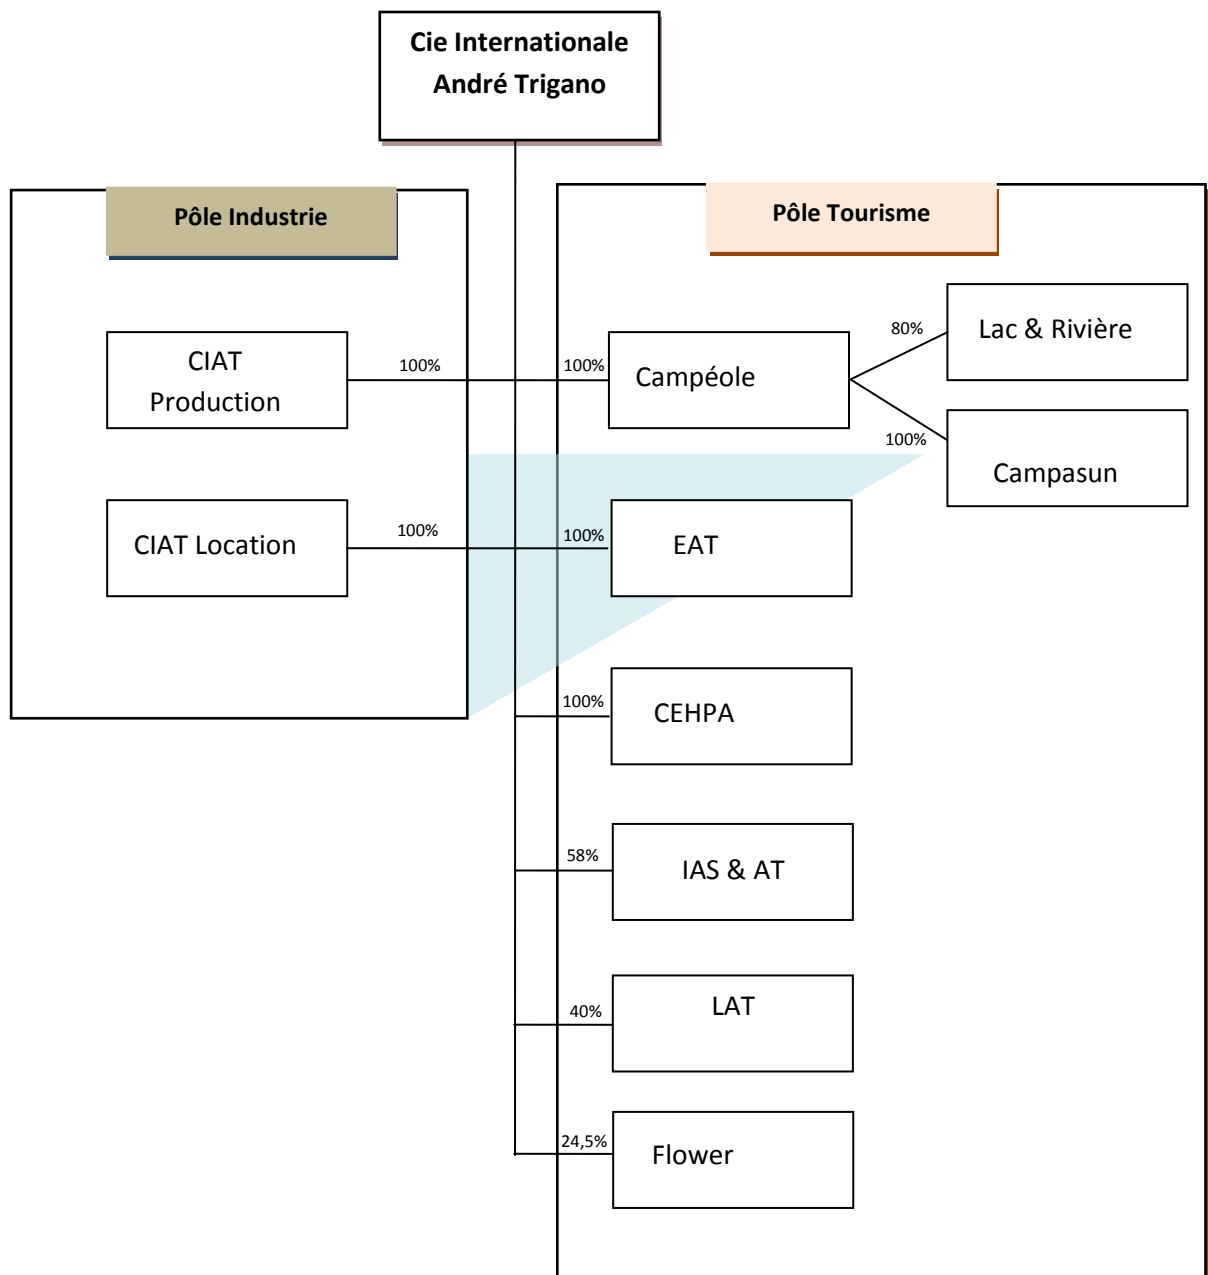 Cie Internationale
André Trigano
Pôle Industrie
Pôle Tourisme
CIAT
Production
100%
100%
Campéole
80%
Lac & Rivière
100%
Campasun
CIAT Location
100%
100%
EAT
100%
CEHPA
58%
IAS & AT
40%
LAT
24,5%
Flower